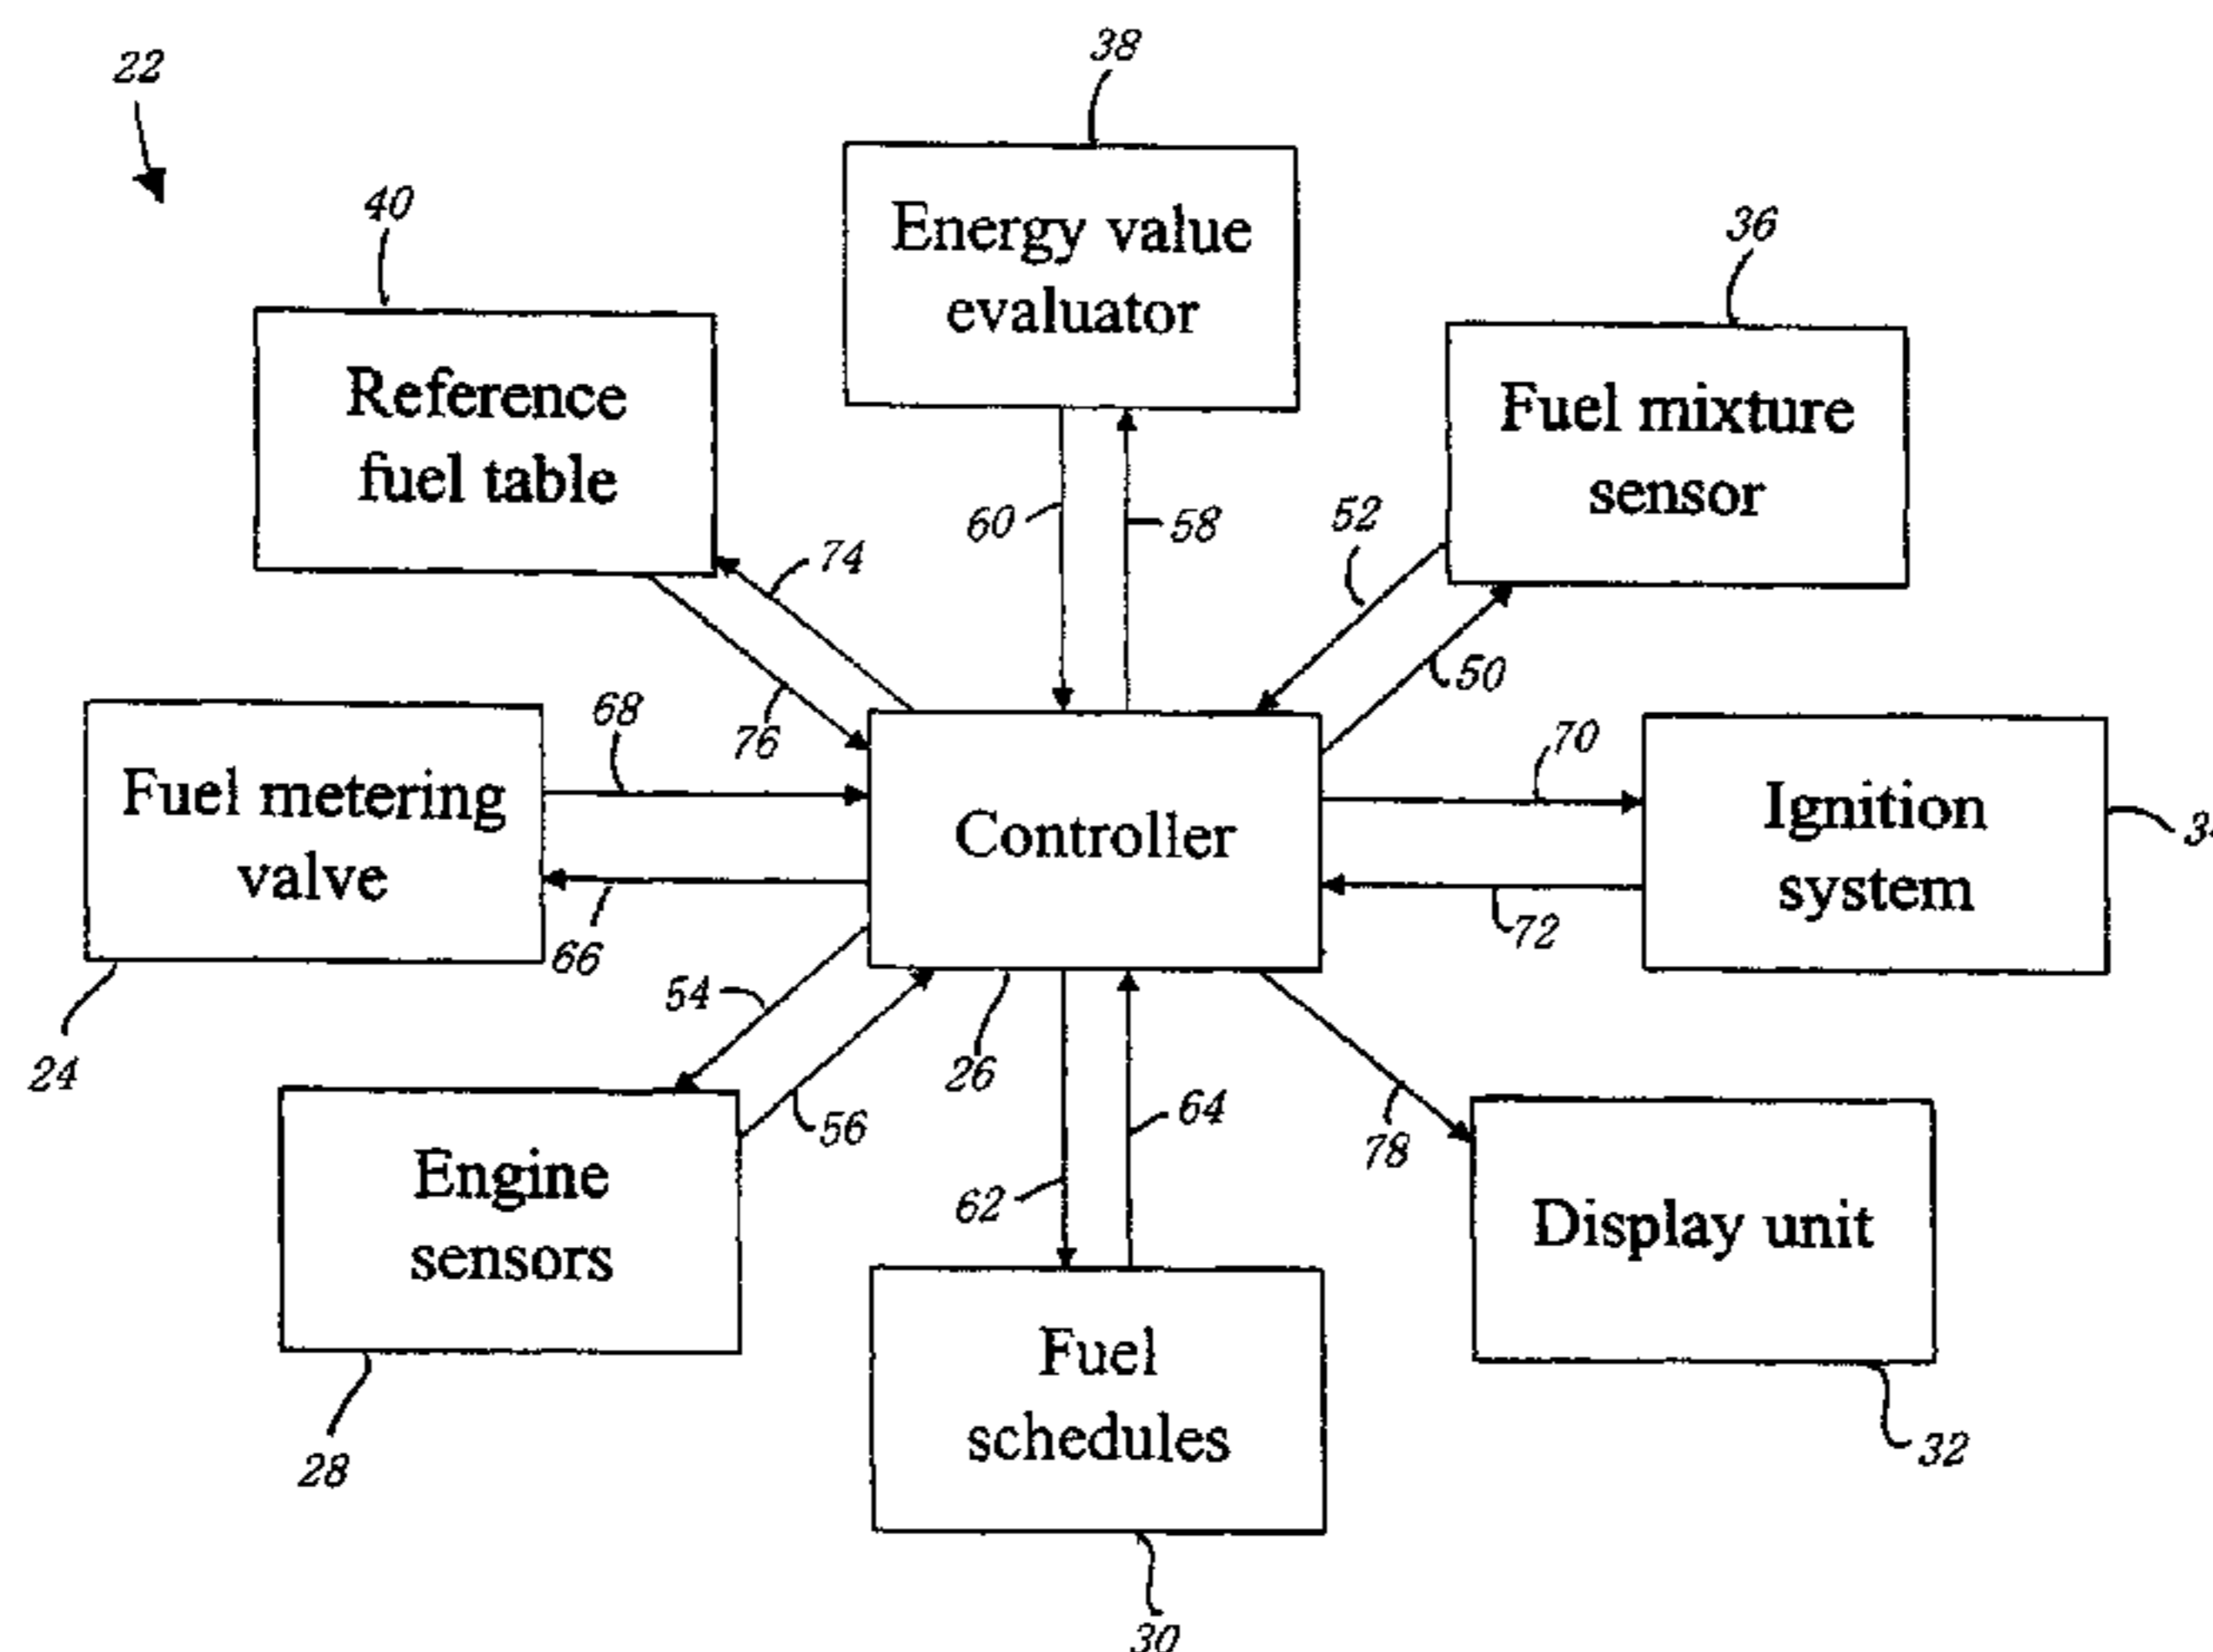 38
22
40
36
Energy value
evaluator
Reference
fuel table
Fuel mixture
sensor
60
58
52
74
50
76
68
70
Fuel metering
valve
Controller
Ignition
system
66
72
54
24
26
56
64
78
62
Engine
sensors
Display unit
Fuel
schedules
28
32
30